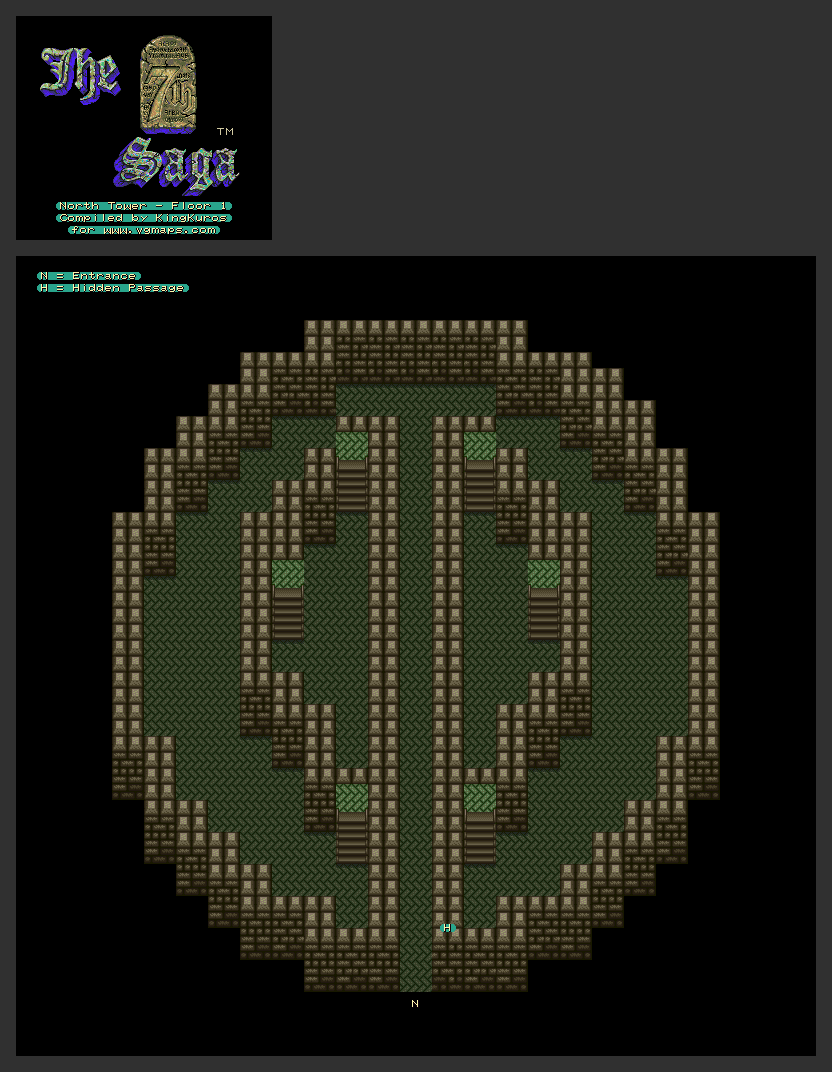 The 7th
™
Saga
North Tower - Floor 1
Compiled by KingKuros
for www.vgmaps.com
N = Entrance
H = Hidden Passage
H
N